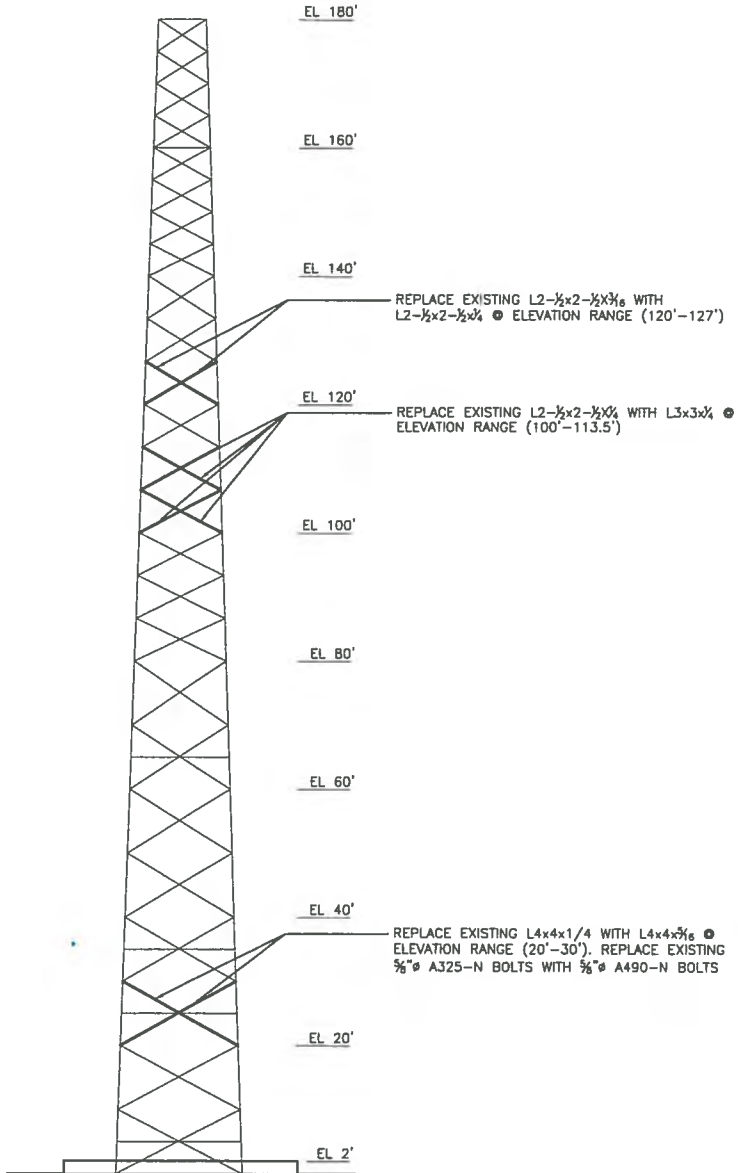 EL 180'
EL 160'
EL 140'
REPLACE EXISTING L2-½x2-½x3/16 WITH
L2-½x2-½x¼ @ ELEVATION RANGE (120'-127')
EL 120'
REPLACE EXISTING L2-½x2-½x¼ WITH L3x3x¼ @
ELEVATION RANGE (100'-113.5')
EL 100'
EL 80'
EL 60'
EL 40'
REPLACE EXISTING L4x4x1/4 WITH L4x4x5/16 @
ELEVATION RANGE (20'-30'). REPLACE EXISTING
⅝"ø A325-N BOLTS WITH ⅝"ø A490-N BOLTS
EL 20'
EL 2'